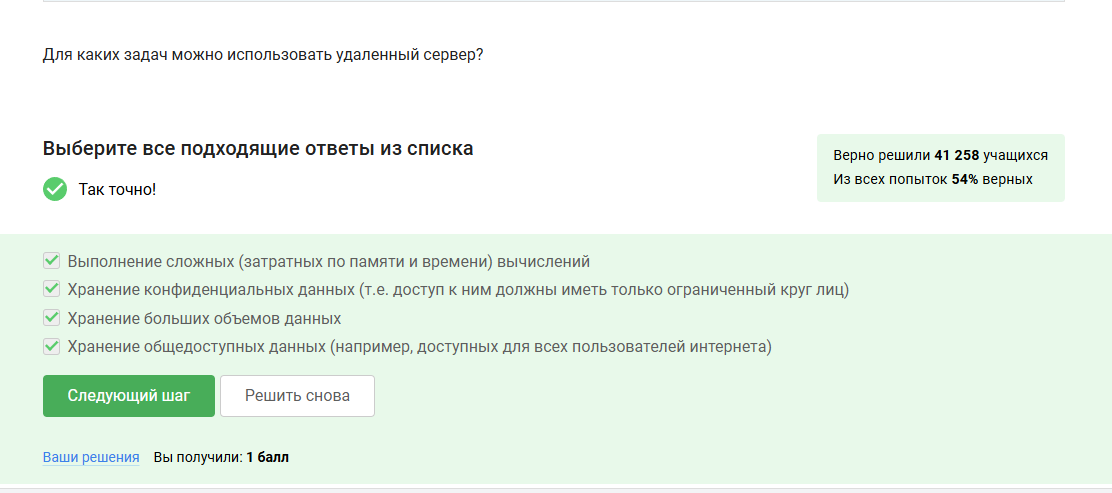 Для каких задач можно использовать удаленный сервер?
Выберите все подходящие ответы из списка
Верно решили 41 258 учащихся
Из всех попыток 54% верных
Так точно!
Выполнение сложных (затратных по памяти и времени) вычислений
Хранение конфиденциальных данных (т.е. доступ к ним должны иметь только ограниченный круг лиц)
Хранение больших объемов данных
Хранение общедоступных данных (например, доступных для всех пользователей интернета)
Следующий шаг
Решить снова
Ваши решения Вы получили: 1 балл